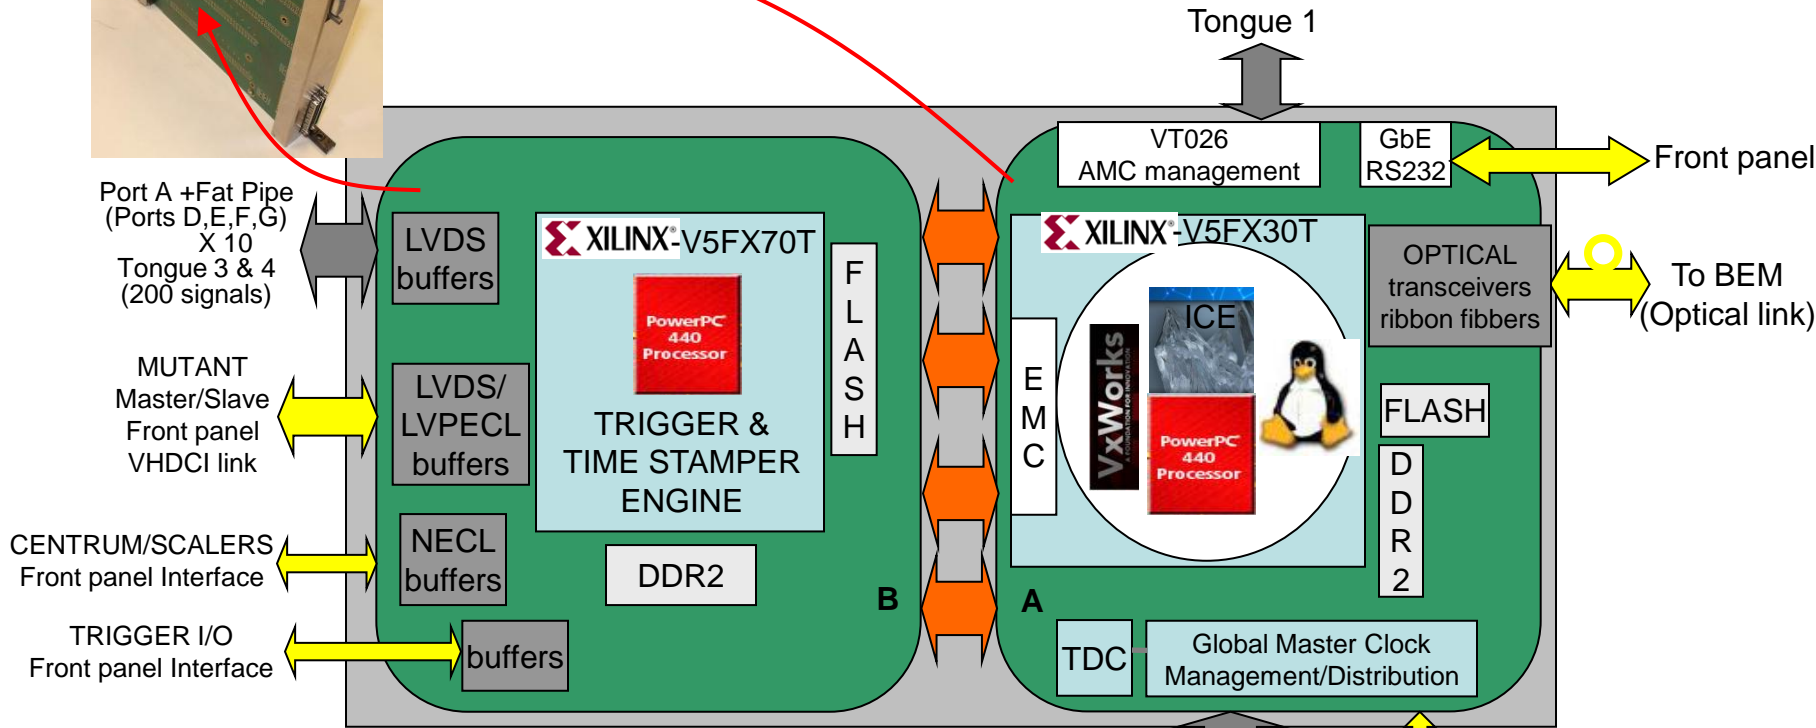 Tongue 1
VT026
AMC management
GbE
RS232
Front panel
Port A +Fat Pipe
(Ports D,E,F,G)
X 10
Tongue 3 & 4
(200 signals)
LVDS
buffers
XILINX®-V5FX70T
PowerPC
440
Processor
TRIGGER &
TIME STAMPER
ENGINE
F
L
A
S
H
MUTANT
Master/Slave
Front panel
VHDCI link
LVDS/
LVPECL
buffers
CENTRUM/SCALERS
Front panel Interface
NECL
buffers
DDR2
TRIGGER I/O
Front panel Interface
buffers
B
A
XILINX®-V5FX30T
E
M
C
ICE
VxWorks
PowerPC
440
Processor
OPTICAL
transceivers
ribbon fibbers
To BEM
(Optical link)
FLASH
D
D
R
2
TDC
Global Master Clock
Management/Distribution